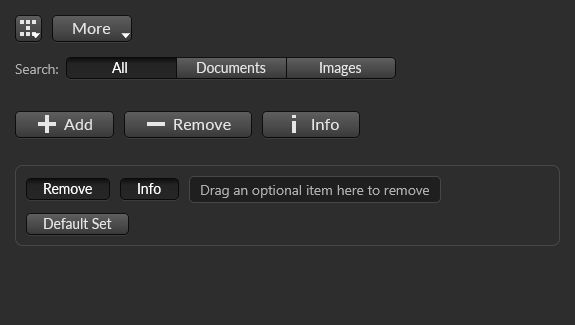 More
Search: All Documents Images
Add Remove Info
Remove Info Drag an optional item here to remove
Default Set